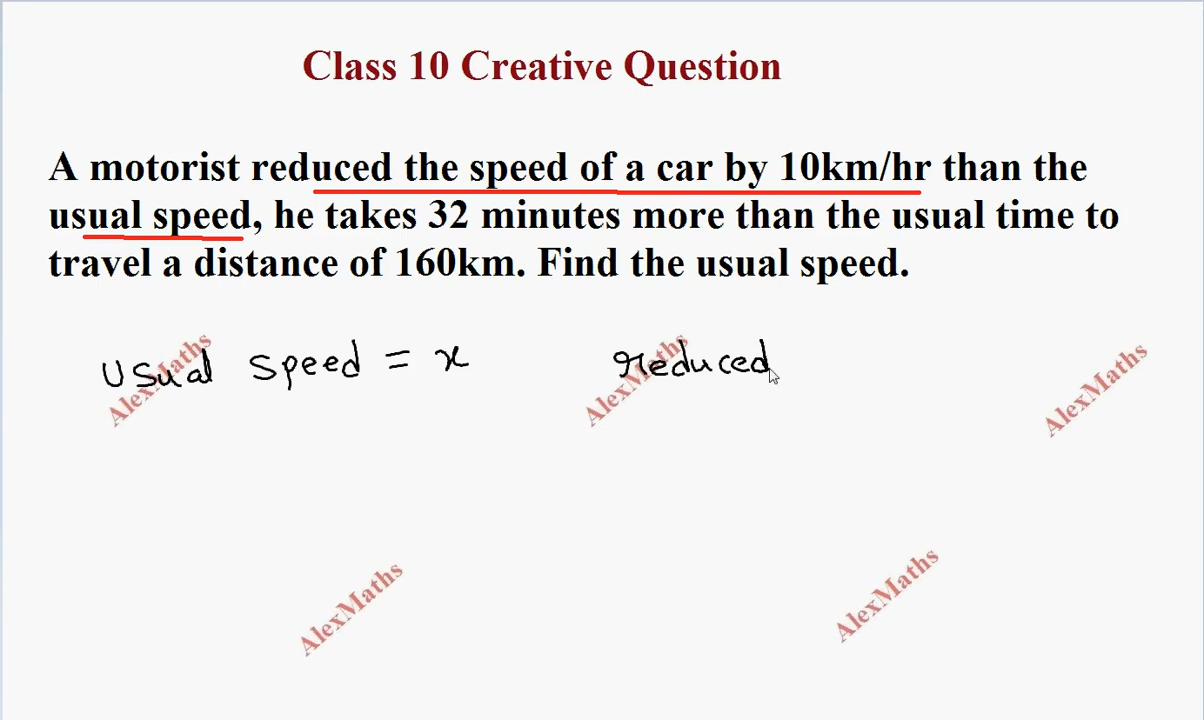 Class 10 Creative Question
A motorist reduced the speed of a car by 10km/hr than the
usual speed, he takes 32 minutes more than the usual time to
travel a distance of 160km. Find the usual speed.
Usual speed = x reduced
AlexMaths AlexMaths AlexMaths
AlexMaths AlexMaths